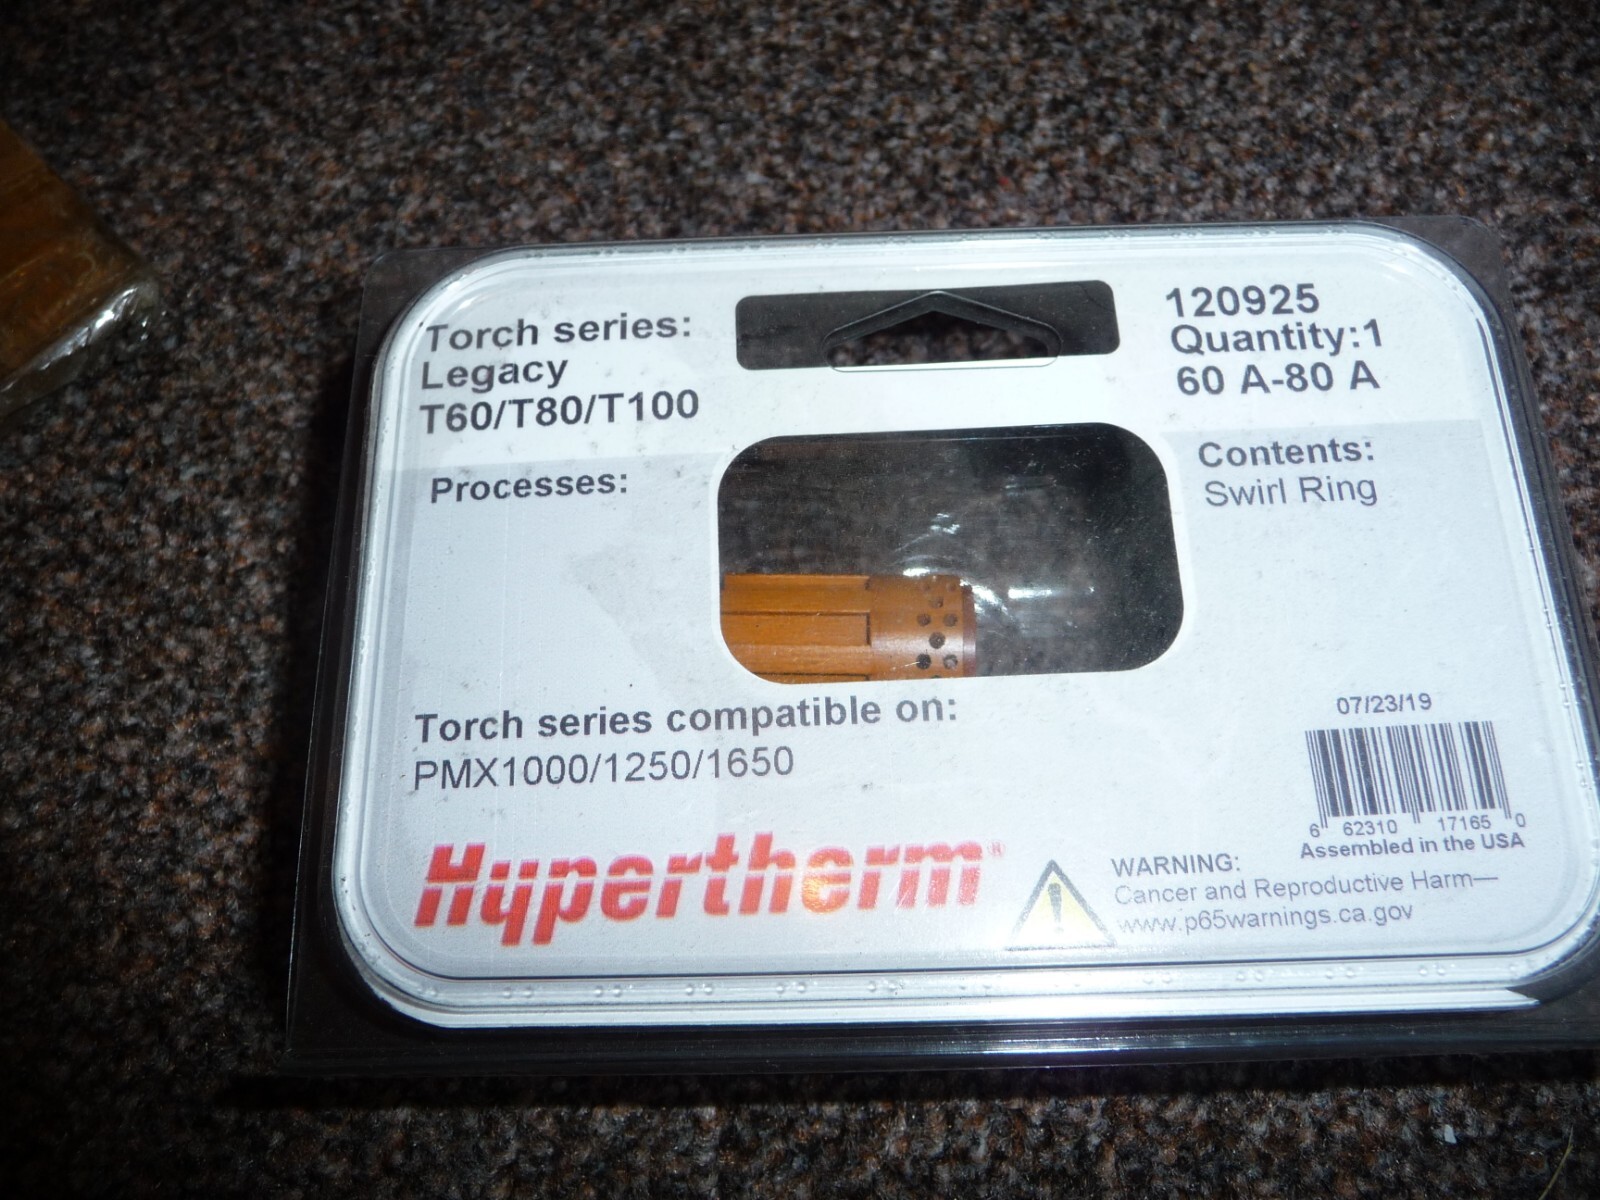 Torch series:
Legacy
T60/T80/T100
120925
Quantity:1
60 A-80 A
Processes:
Contents:
Swirl Ring
Torch series compatible on:
PMX1000/1250/1650
07/23/19
6 62310 17165 0
Assembled in the USA
Hypertherm®
WARNING:
Cancer and Reproductive Harm—
www.p65warnings.ca.gov